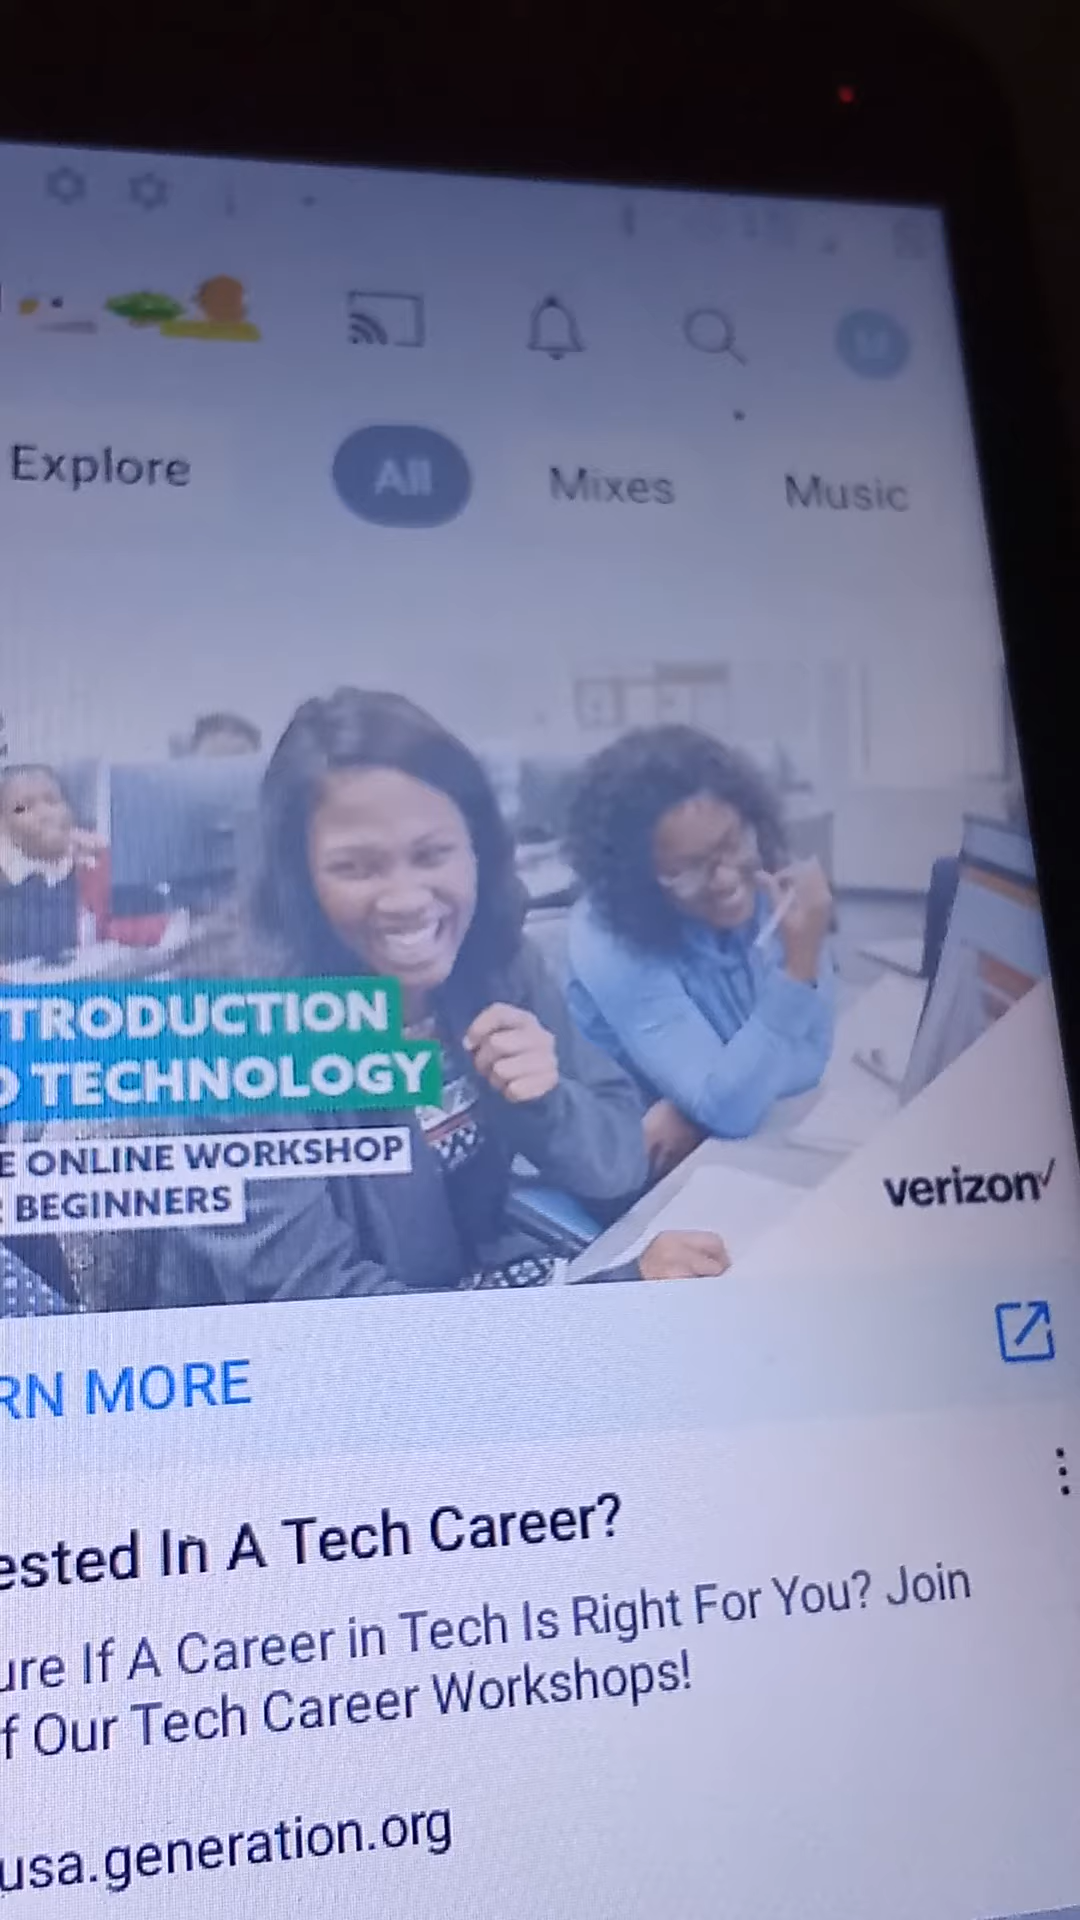 Explore All Mixes Music
TRODUCTION
TECHNOLOGY
E ONLINE WORKSHOP
BEGINNERS
verizon
RN MORE
ested In A Tech Career?
ure If A Career in Tech Is Right For You? Join
f Our Tech Career Workshops!
usa.generation.org